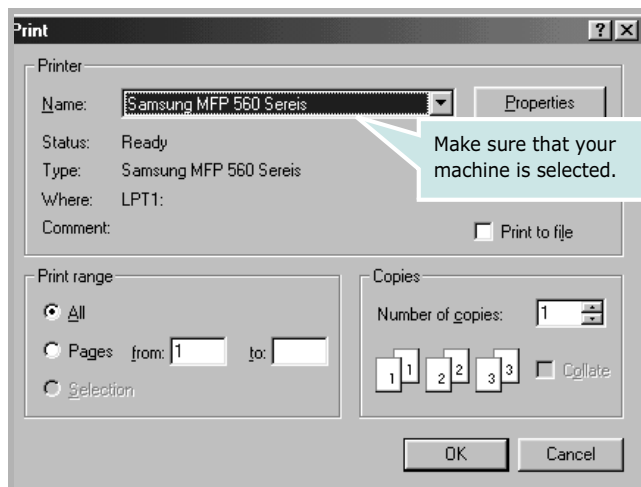 Print
Printer
Name: Samsung MFP 560 Sereis Properties
Status: Ready
Type: Samsung MFP 560 Sereis
Where: LPT1:
Comment: Print to file
Make sure that your
machine is selected.
Print range
All
Pages from: 1 to:
Selection
Copies
Number of copies: 1
1 1 2 2 3 3 Collate
OK Cancel